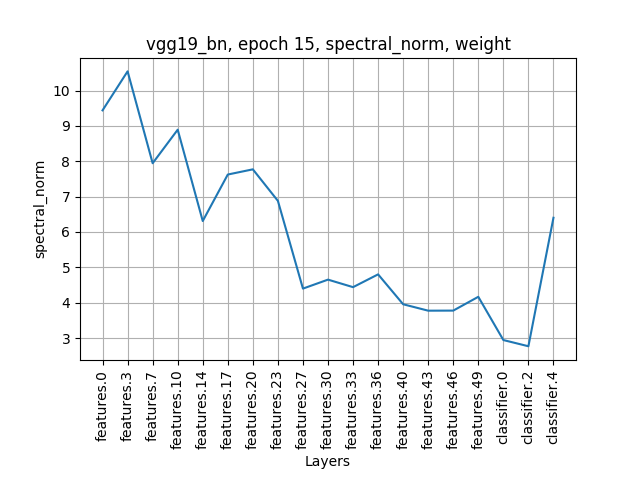 vgg19_bn, epoch 15, spectral_norm, weight
spectral_norm
10
9
8
7
6
5
4
3
features.0
features.3
features.7
features.10
features.14
features.17
features.20
features.23
features.27
features.30
features.33
features.36
features.40
features.43
features.46
features.49
classifier.0
classifier.2
classifier.4
Layers